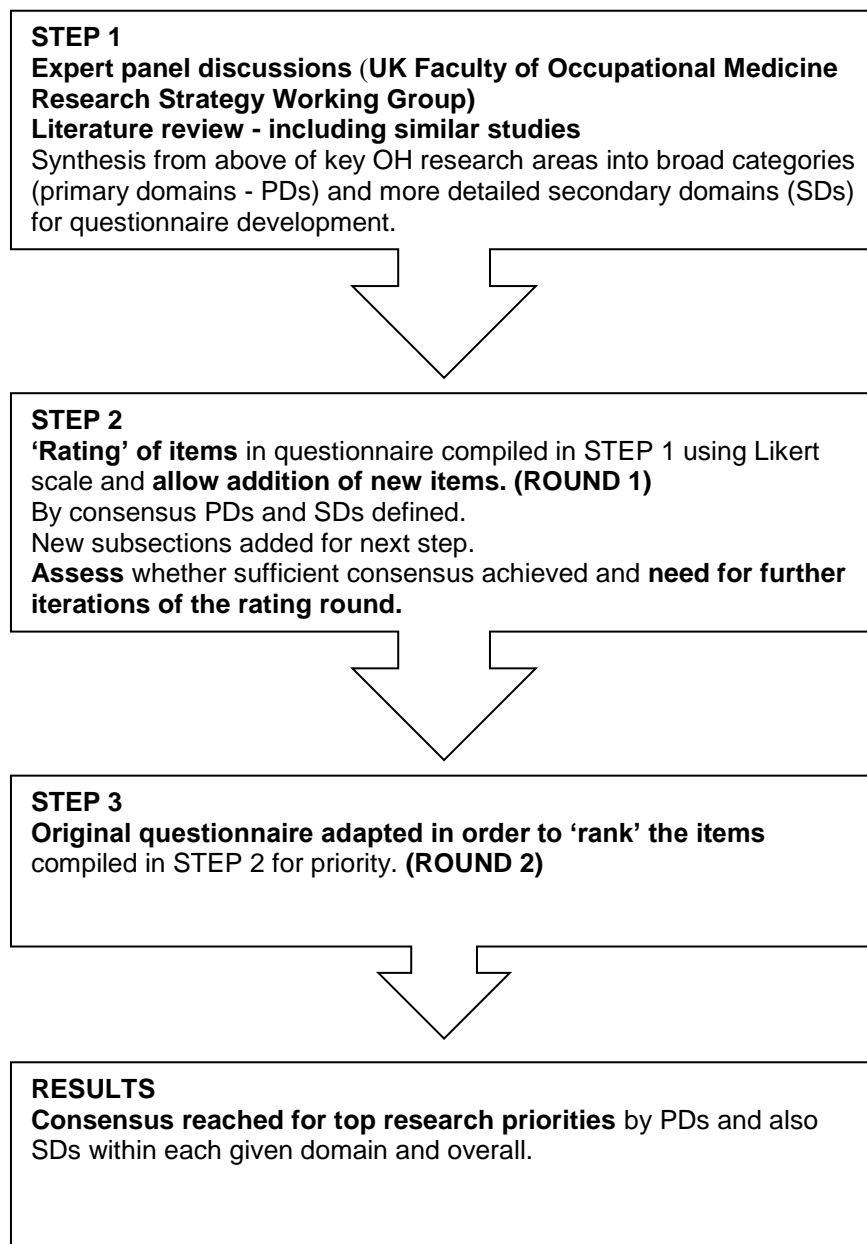 STEP 1
Expert panel discussions (UK Faculty of Occupational Medicine
Research Strategy Working Group)
Literature review - including similar studies
Synthesis from above of key OH research areas into broad categories
(primary domains - PDs) and more detailed secondary domains (SDs)
for questionnaire development.
STEP 2
‘Rating’ of items in questionnaire compiled in STEP 1 using Likert
scale and allow addition of new items. (ROUND 1)
By consensus PDs and SDs defined.
New subsections added for next step.
Assess whether sufficient consensus achieved and need for further
iterations of the rating round.
STEP 3
Original questionnaire adapted in order to ‘rank’ the items
compiled in STEP 2 for priority. (ROUND 2)
RESULTS
Consensus reached for top research priorities by PDs and also
SDs within each given domain and overall.